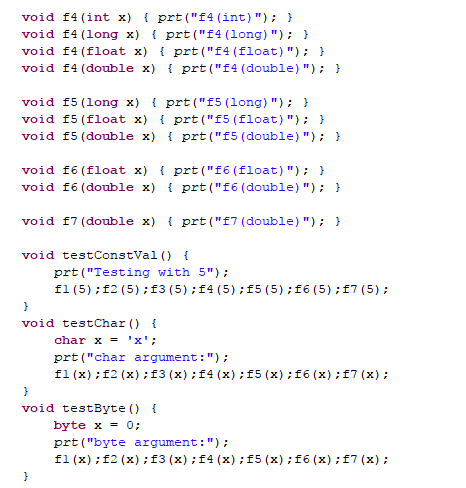 void f4(int x) { prt("f4(int)"); }
void f4(long x) { prt("f4(long)"); }
void f4(float x) { prt("f4(float)"); }
void f4(double x) { prt("f4(double)"); }

void f5(long x) { prt("f5(long)"); }
void f5(float x) { prt("f5(float)"); }
void f5(double x) { prt("f5(double)"); }

void f6(float x) { prt("f6(float)"); }
void f6(double x) { prt("f6(double)"); }

void f7(double x) { prt("f7(double)"); }

void testConstVal() {
    prt("Testing with 5");
    f1(5);f2(5);f3(5);f4(5);f5(5);f6(5);f7(5);
}
void testChar() {
    char x = 'x';
    prt("char argument:");
    f1(x);f2(x);f3(x);f4(x);f5(x);f6(x);f7(x);
}
void testByte() {
    byte x = 0;
    prt("byte argument:");
    f1(x);f2(x);f3(x);f4(x);f5(x);f6(x);f7(x);
}